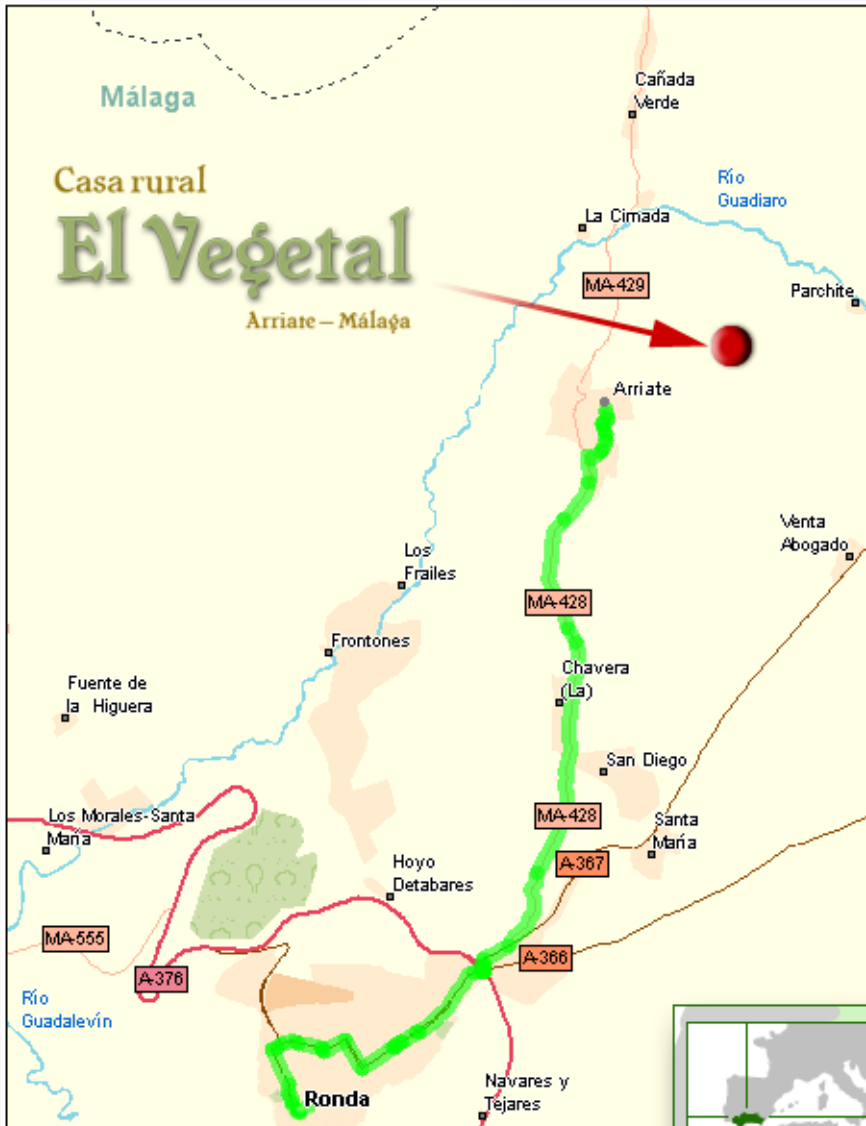 Málaga
Cañada
Verde
Casa rural
El Vegetal
Arriate – Málaga
Río
Guadiaro
La Cimada
MA-429
Parchite
Arriate
Venta
Abogado
Los
Frailes
MA-428
Frontones
Chavera
(La)
Fuente de
la Higuera
San Diego
Los Morales-Santa
María
MA-428
Santa
María
A-367
Hoyo
Detabares
MA-555
A-366
A-376
Río
Guadalevín
Ronda
Navares y
Tejares